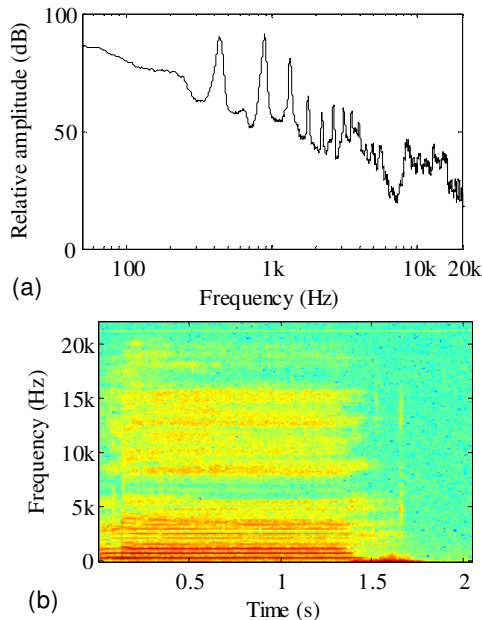 100
50
0
Relative amplitude (dB)
100
1k
10k
20k
Frequency (Hz)
(a)
20k
15k
10k
5k
0
Frequency (Hz)
0.5
1
1.5
2
Time (s)
(b)